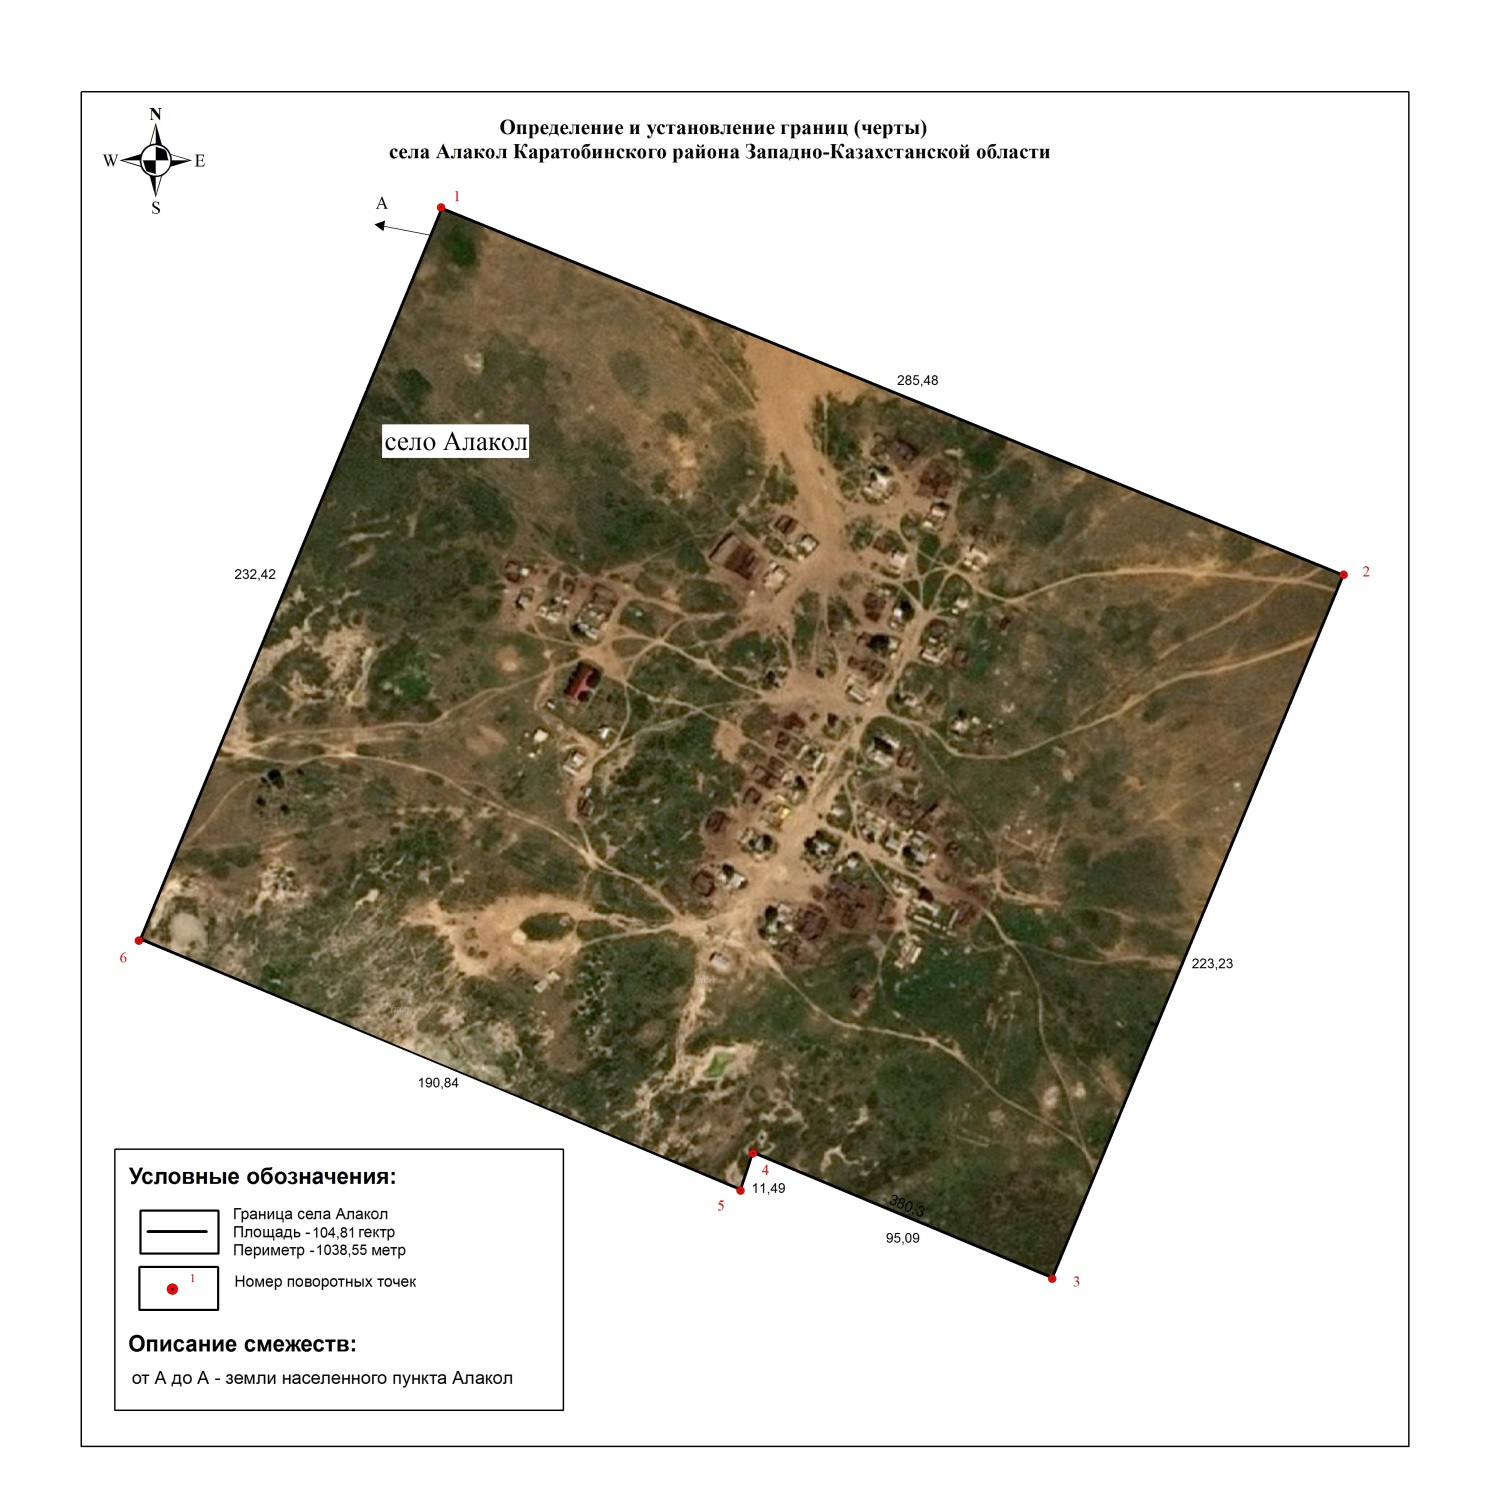 Определение и установление границ (черты)
села Алакол Каратобинского района Западно-Казахстанской области
N
W E
S
A
1
285,48
село Алакол
2
232,42
223,23
6
190,84
4
11,49
5
380,3
95,09
3
Условные обозначения:
Граница села Алакол
Площадь - 104,81 гектр
Периметр - 1038,55 метр
1
Номер поворотных точек
Описание смежеств:
от А до А - земли населенного пункта Алакол